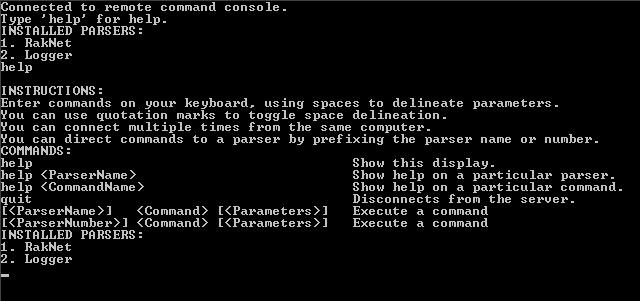 Connected to remote command console.
Type 'help' for help.
INSTALLED PARSERS:
1. RakNet
2. Logger
help
INSTRUCTIONS:
Enter commands on your keyboard, using spaces to delineate parameters.
You can use quotation marks to toggle space delineation.
You can connect multiple times from the same computer.
You can direct commands to a parser by prefixing the parser name or number.
COMMANDS:
help Show this display.
help <ParserName> Show help on a particular parser.
help <CommandName> Show help on a particular command.
quit Disconnects from the server.
[<ParserName>] <Command> [<Parameters>] Execute a command
[<ParserNumber>] <Command> [<Parameters>] Execute a command
INSTALLED PARSERS:
1. RakNet
2. Logger